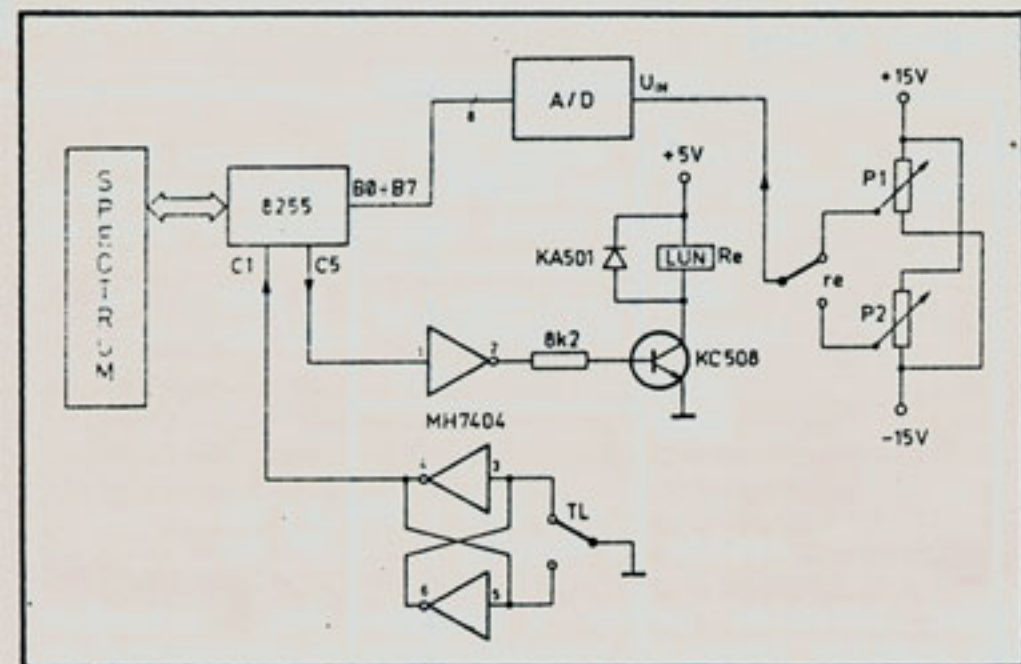 +15V
A/D
U_IN
8
+5V
P1
SPECTRUM
8255
B0÷B7
C1
C5
KA501
LUN
Re
re
P2
1
2
8k2
KC508
MH7404
-15V
4
3
TL
6
5